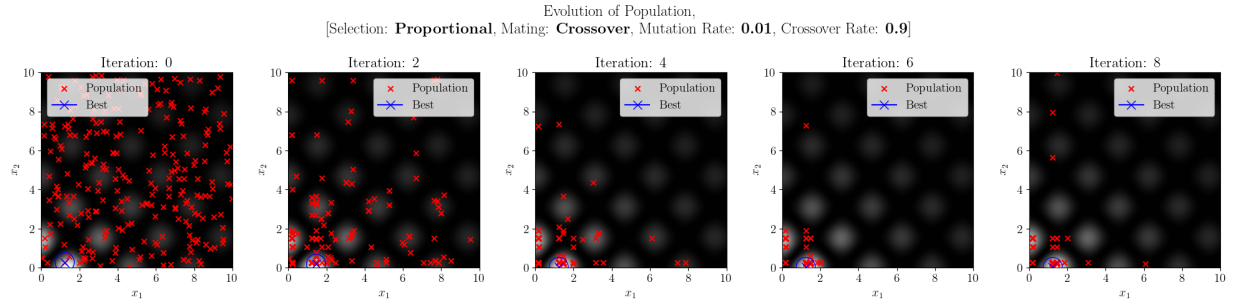 Evolution of Population,
[Selection: Proportional, Mating: Crossover, Mutation Rate: 0.01, Crossover Rate: 0.9]
Iteration: 0
10
8
6
4
2
0
x₂
0 2 4 6 8 10
x₁
Population
Best
Iteration: 2
10
8
6
4
2
0
x₂
0 2 4 6 8 10
x₁
Population
Best
Iteration: 4
10
8
6
4
2
0
x₂
0 2 4 6 8 10
x₁
Population
Best
Iteration: 6
10
8
6
4
2
0
x₂
0 2 4 6 8 10
x₁
Population
Best
Iteration: 8
10
8
6
4
2
0
x₂
0 2 4 6 8 10
x₁
Population
Best